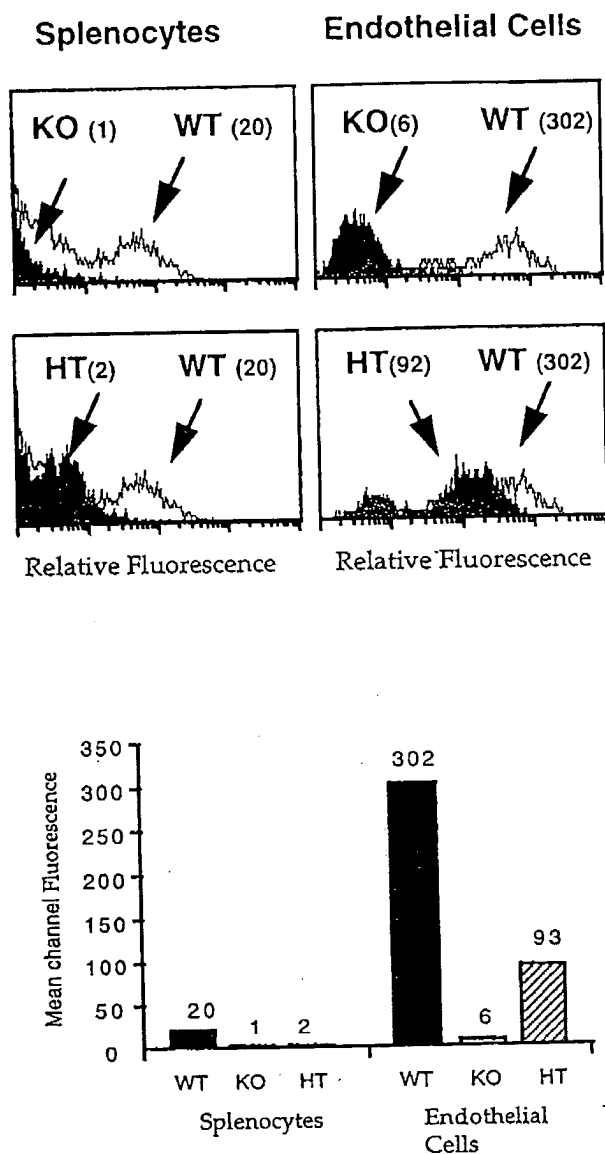 Splenocytes Endothelial Cells
KO (1) WT (20)
KO(6) WT (302)
HT(2) WT (20)
HT(92) WT (302)
Relative Fluorescence Relative Fluorescence
Mean channel Fluorescence
350
300
250
200
150
100
50
0
20 1 2 302 6 93
WT KO HT WT KO HT
Splenocytes Endothelial
Cells